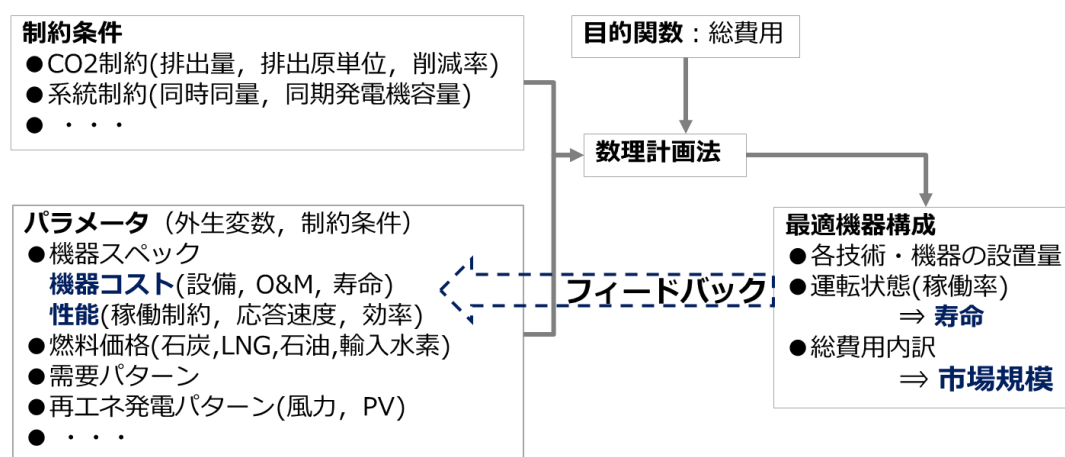 制約条件
●CO2制約(排出量，排出原単位，削減率)
●系統制約(同時同量，同期発電機容量)
● ・・・
目的関数：総費用
数理計画法
パラメータ（外生変数，制約条件）
●機器スペック
機器コスト(設備, O&M, 寿命)
性能(稼働制約，応答速度，効率)
●燃料価格(石炭,LNG,石油,輸入水素)
●需要パターン
●再エネ発電パターン(風力，PV)
● ・・・
フィードバック
最適機器構成
●各技術・機器の設置量
●運転状態(稼働率)
⇒ 寿命
●総費用内訳
⇒ 市場規模